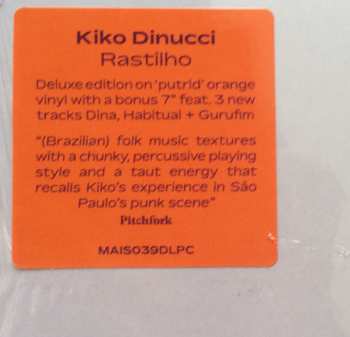 Kiko Dinucci
Rastilho
Deluxe edition on 'putrid' orange
vinyl with a bonus 7" feat. 3 new
tracks Dina, Habitual + Gurufim
"(Brazilian) folk music textures
with a chunky, percussive playing
style and a taut energy that
recalls Kiko's experience in São
Paulo's punk scene"
Pitchfork
MAIS039DLPC